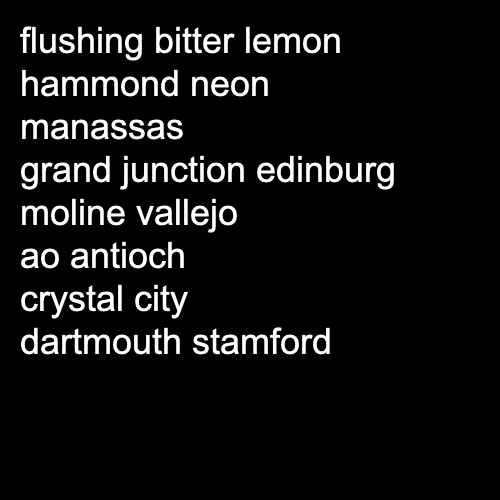 flushing bitter lemon
hammond neon
manassas
grand junction edinburg
moline vallejo
ao antioch
crystal city
dartmouth stamford